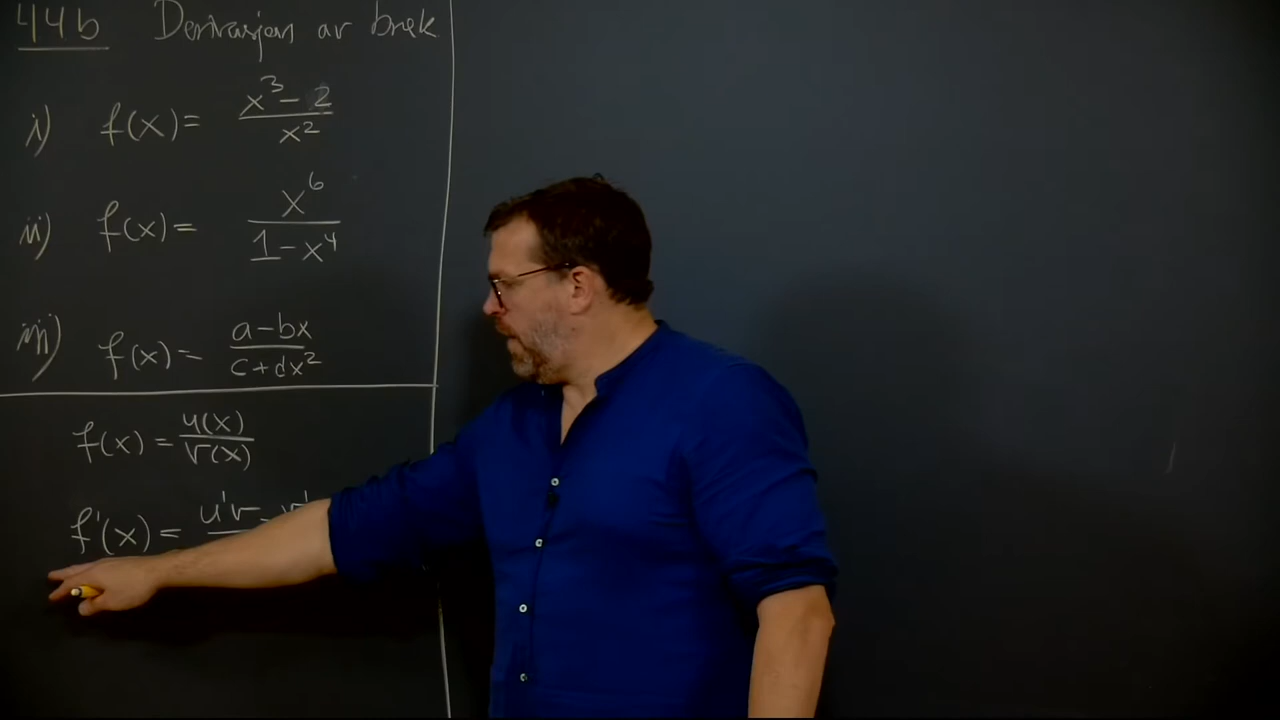 44b Derivasjon av brøk
i) f(x) = x³ - 2 / x²
ii) f(x) = x⁶ / 1 - x⁴
iii) f(x) = a - bx / c + dx²
f(x) = u(x) / v(x)
f'(x) = u'v - v'